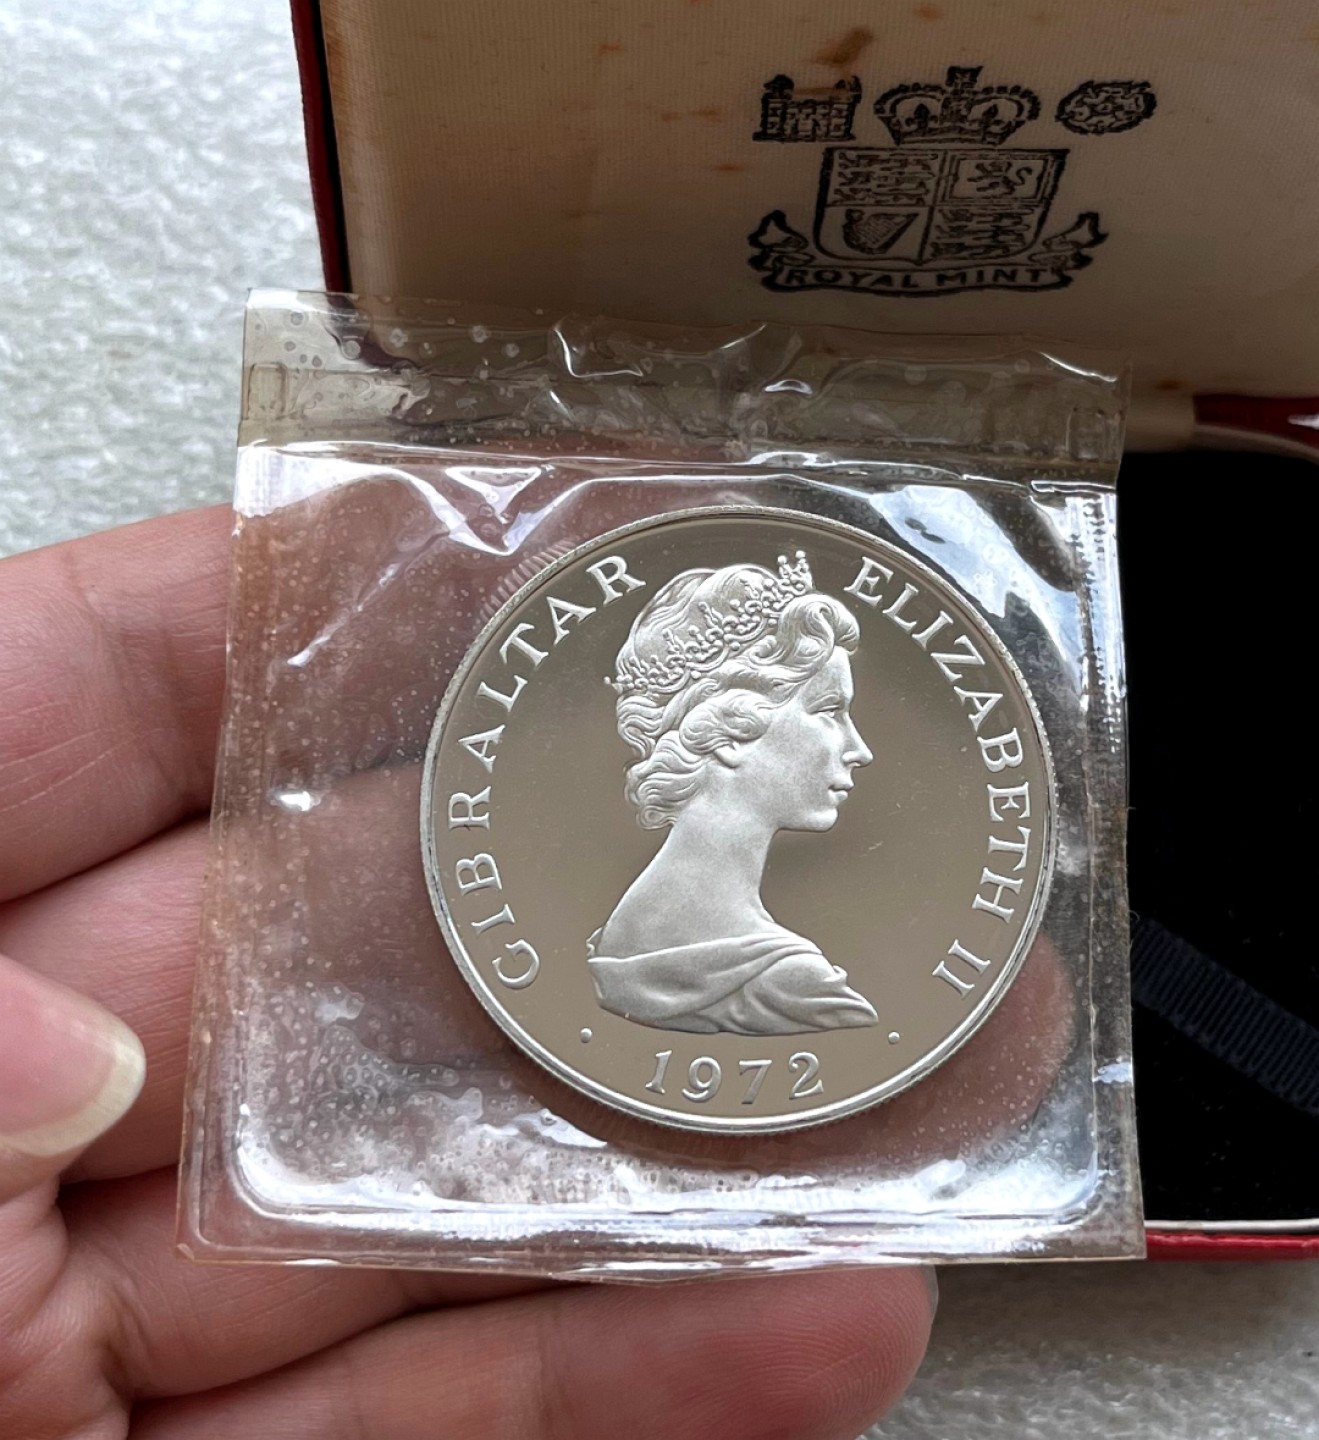 ROYAL MINT
GIBRALTAR ELIZABETH II
· 1972 ·